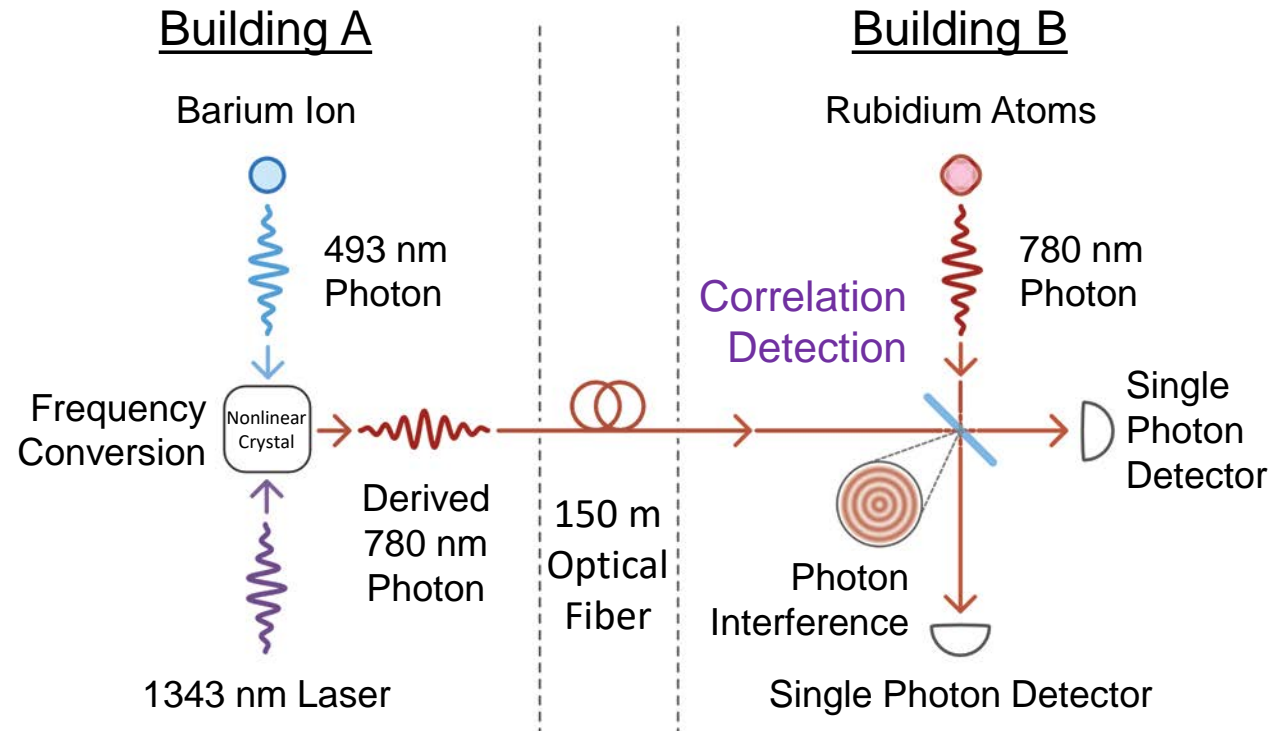 Building A
Building B
Barium Ion
Rubidium Atoms
493 nm
Photon
780 nm
Photon
Correlation
Detection
Frequency
Conversion
Nonlinear
Crystal
Single
Photon
Detector
Derived
780 nm
Photon
150 m
Optical
Fiber
Photon
Interference
1343 nm Laser
Single Photon Detector